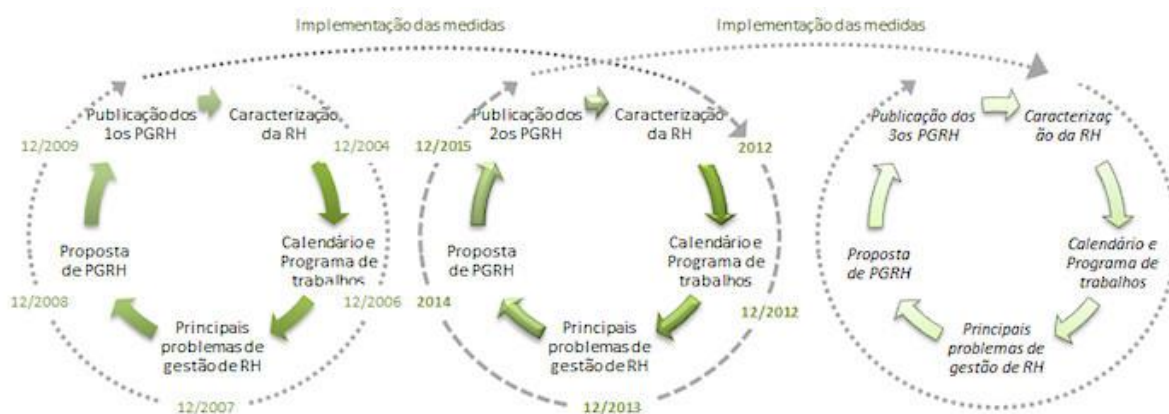 Implementação das medidas
Implementação das medidas
Publicação dos
1os PGRH
Caracterização
da RH
12/2009
12/2004
Proposta
de PGRH
Calendário e
Programa de
trabalhos
12/2008
12/2006
Principais
problemas de
gestão de RH
12/2007
Publicação dos
2os PGRH
Caracterização
da RH
12/2015
2012
Proposta
de PGRH
Calendário e
Programa de
trabalhos
2014
12/2012
Principais
problemas de
gestão de RH
12/2013
Publicação dos
3os PGRH
Caracterizaç
ão da RH
Proposta
de PGRH
Calendário e
Programa de
trabalhos
Principais
problemas de
gestão de RH